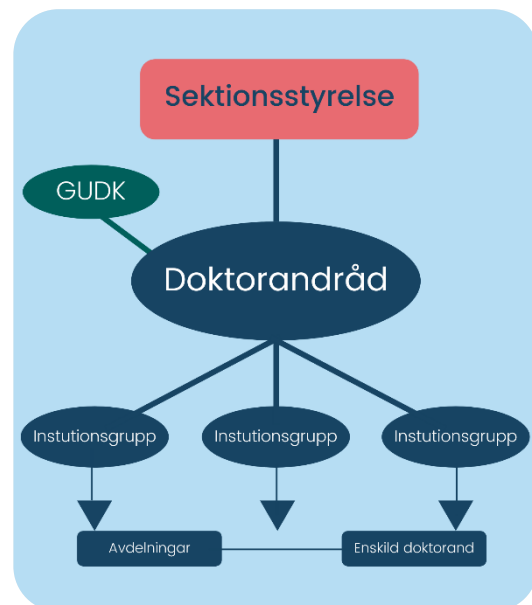 Sektionsstyrelse
GUDK
Doktorandråd
Instutionsgrupp
Instutionsgrupp
Instutionsgrupp
Avdelningar
Enskild doktorand